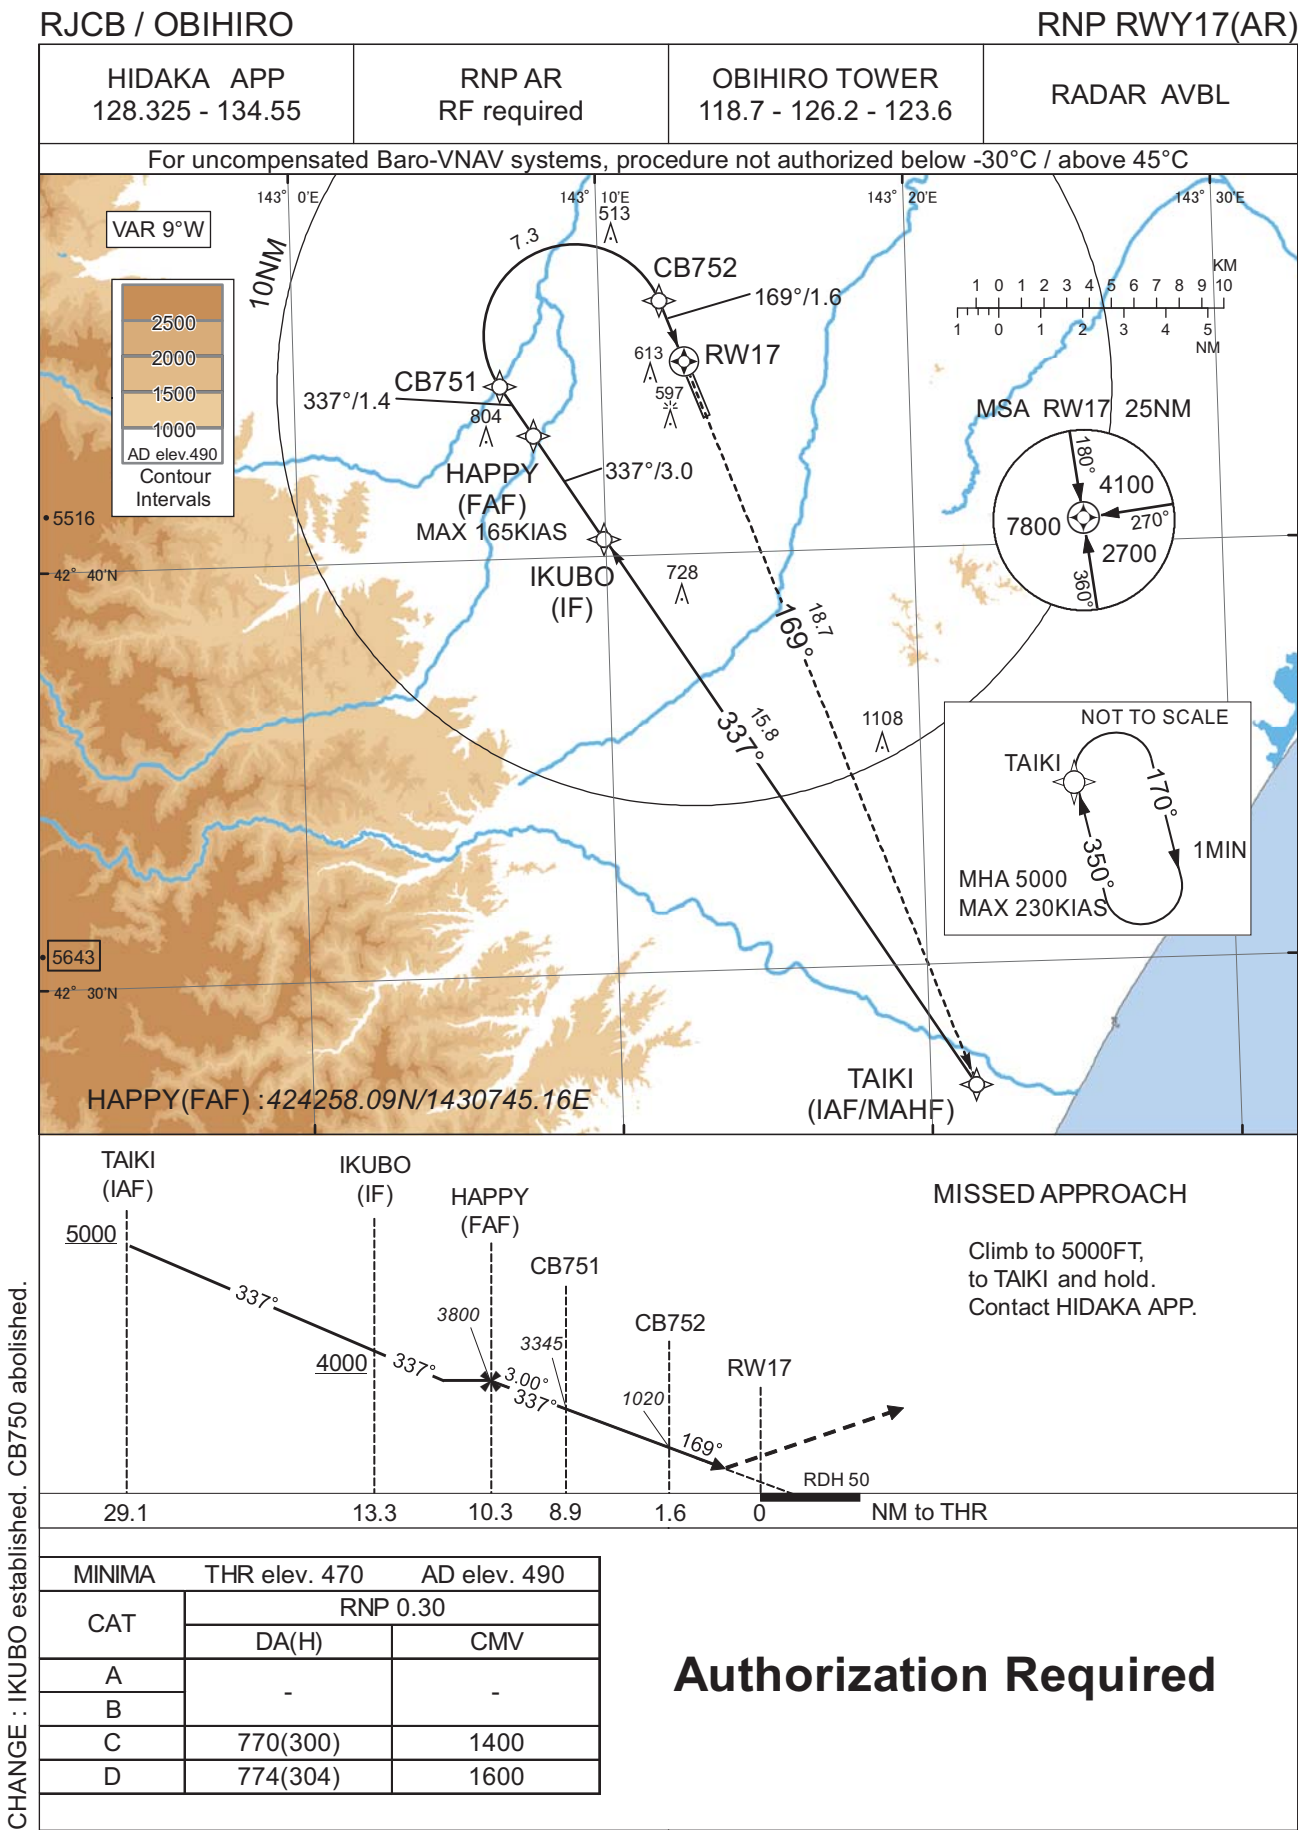 RJCB / OBIHIRO
RNP RWY17(AR)
HIDAKA APP
128.325 - 134.55
RNP AR
RF required
OBIHIRO TOWER
118.7 - 126.2 - 123.6
RADAR AVBL
For uncompensated Baro-VNAV systems, procedure not authorized below -30°C / above 45°C
143° 0'E
143° 10'E
143° 20'E
143° 30'E
VAR 9°W
10NM
2500
2000
1500
1000
AD elev.490
Contour
Intervals
513
7.3
CB752
169°/1.6
RW17
613
597
CB751
337°/1.4
804
HAPPY
(FAF)
MAX 165KIAS
337°/3.0
IKUBO
(IF)
728
KM
1 0 1 2 3 4 5 6 7 8 9 10
1 0 1 2 3 4 5
NM
MSA RW17 25NM
180°
4100
7800
270°
2700
360°
5516
42° 40'N
18.7
169°
15.8
337°
1108
NOT TO SCALE
TAIKI
170°
350°
1MIN
MHA 5000
MAX 230KIAS
5643
42° 30'N
TAIKI
(IAF/MAHF)
HAPPY(FAF) :424258.09N/1430745.16E
TAIKI
(IAF)
IKUBO
(IF)
HAPPY
(FAF)
CB751
CB752
RW17
5000
337°
4000
337°
3800
3.00°
337°
3345
1020
169°
RDH 50
29.1
13.3
10.3
8.9
1.6
0
NM to THR
MISSED APPROACH
Climb to 5000FT,
to TAIKI and hold.
Contact HIDAKA APP.
MINIMA THR elev. 470 AD elev. 490
CAT
RNP 0.30
DA(H) CMV
A
B
- -
C 770(300) 1400
D 774(304) 1600
Authorization Required
CHANGE : IKUBO established. CB750 abolished.